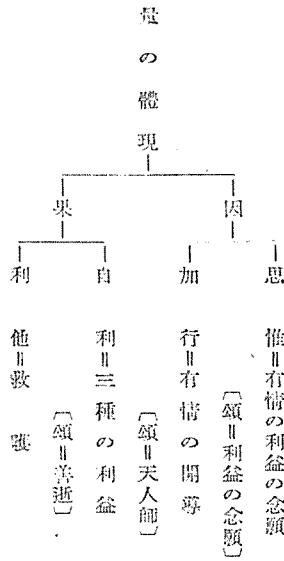 量の體現
因
思惟＝有情の利益の念願
〔頌＝利益の念願〕
加行＝有情の開導
〔頌＝天人師〕
果
自利＝三種の利益
〔頌＝善逝〕
利他＝救護